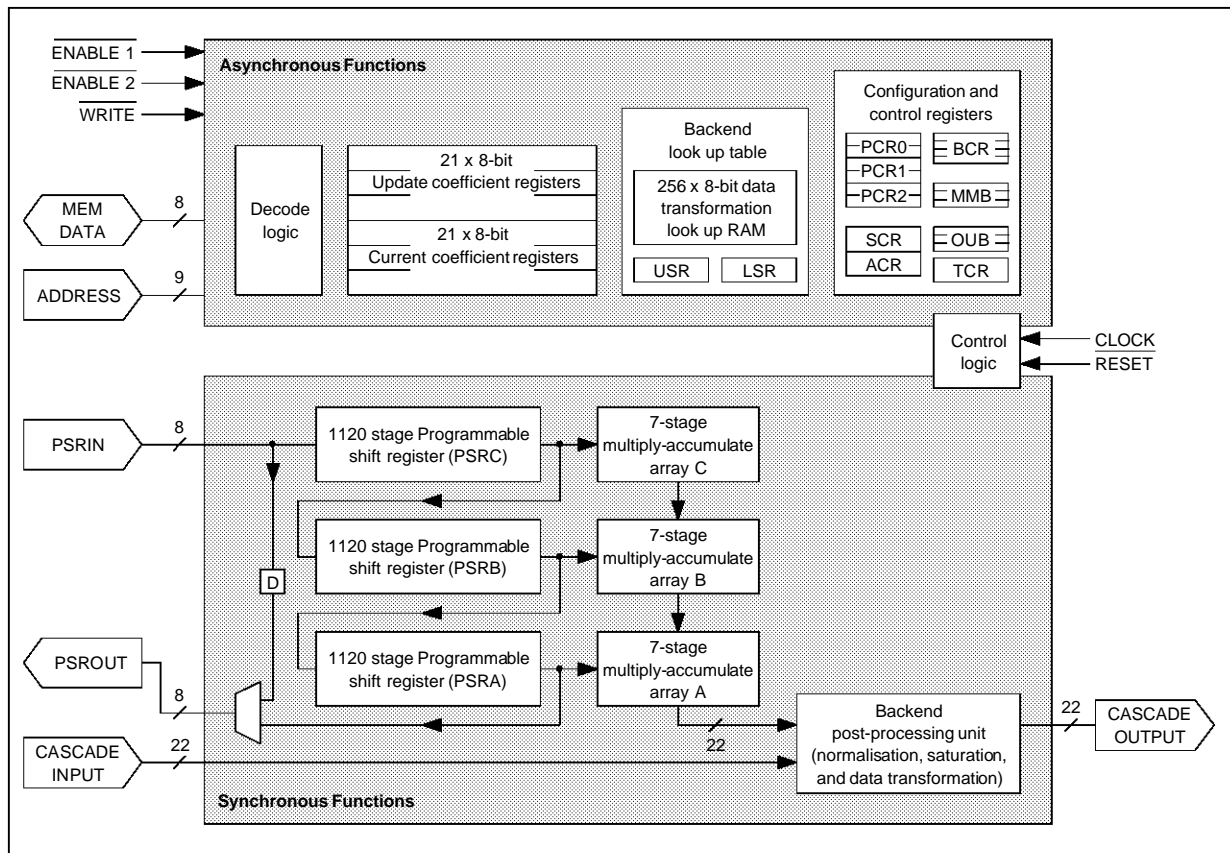 ENABLE 1
ENABLE 2
WRITE
Asynchronous Functions
MEM
DATA
8
ADDRESS
9
Decode
logic
21 x 8-bit
Update coefficient registers
21 x 8-bit
Current coefficient registers
Backend
look up table
256 x 8-bit data
transformation
look up RAM
USR
LSR
Configuration and
control registers
PCR0
PCR1
PCR2
SCR
ACR
BCR
MMB
OUB
TCR
Control
logic
CLOCK
RESET
PSRIN
8
1120 stage Programmable
shift register (PSRC)
7-stage
multiply-accumulate
array C
1120 stage Programmable
shift register (PSRB)
7-stage
multiply-accumulate
array B
D
1120 stage Programmable
shift register (PSRA)
7-stage
multiply-accumulate
array A
PSROUT
8
22
CASCADE
INPUT
22
Backend
post-processing unit
(normalisation, saturation,
and data transformation)
22
CASCADE
OUTPUT
Synchronous Functions